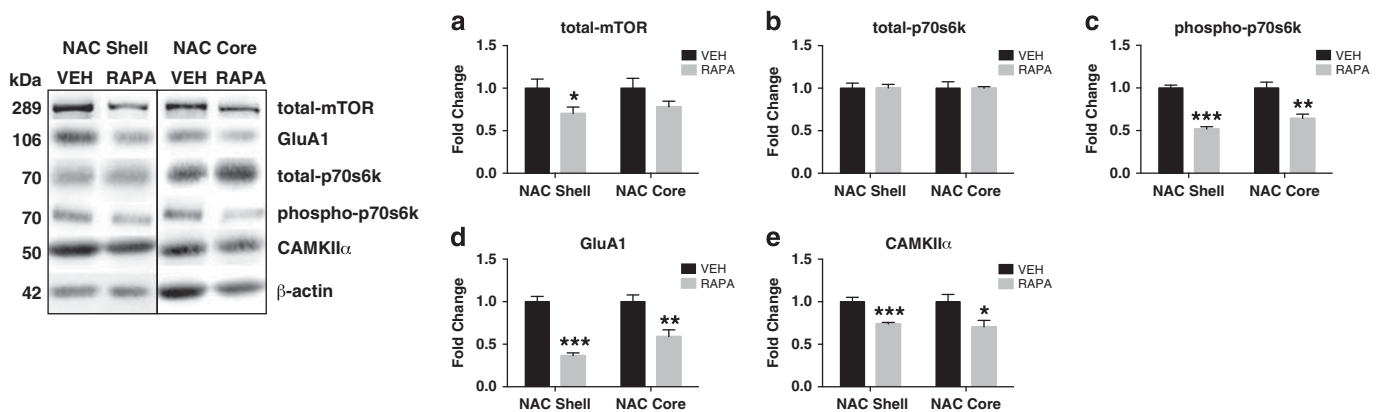 NAC Shell NAC Core
kDa VEH RAPA VEH RAPA
289 total-mTOR
106 GluA1
70 total-p70s6k
70 phospho-p70s6k
50 CAMKIIα
42 β-actin
a
total-mTOR
VEH
RAPA
Fold Change
1.5
1.0
0.5
0.0
*
NAC Shell NAC Core
b
total-p70s6k
VEH
RAPA
Fold Change
1.5
1.0
0.5
0.0
NAC Shell NAC Core
c
phospho-p70s6k
VEH
RAPA
Fold Change
1.5
1.0
0.5
0.0
*** **
NAC Shell NAC Core
d
GluA1
VEH
RAPA
Fold Change
1.5
1.0
0.5
0.0
*** **
NAC Shell NAC Core
e
CAMKIIα
VEH
RAPA
Fold Change
1.5
1.0
0.5
0.0
*** *
NAC Shell NAC Core